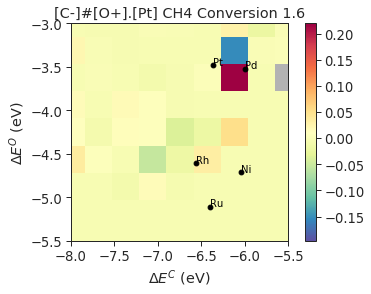 [C-]#[O+].[Pt] CH4 Conversion 1.6
−3.0
−3.5
−4.0
−4.5
−5.0
−5.5
ΔE^O (eV)
Pt
Pd
Rh
Ni
Ru
−8.0 −7.5 −7.0 −6.5 −6.0 −5.5
ΔE^C (eV)
0.20
0.15
0.10
0.05
0.00
−0.05
−0.10
−0.15